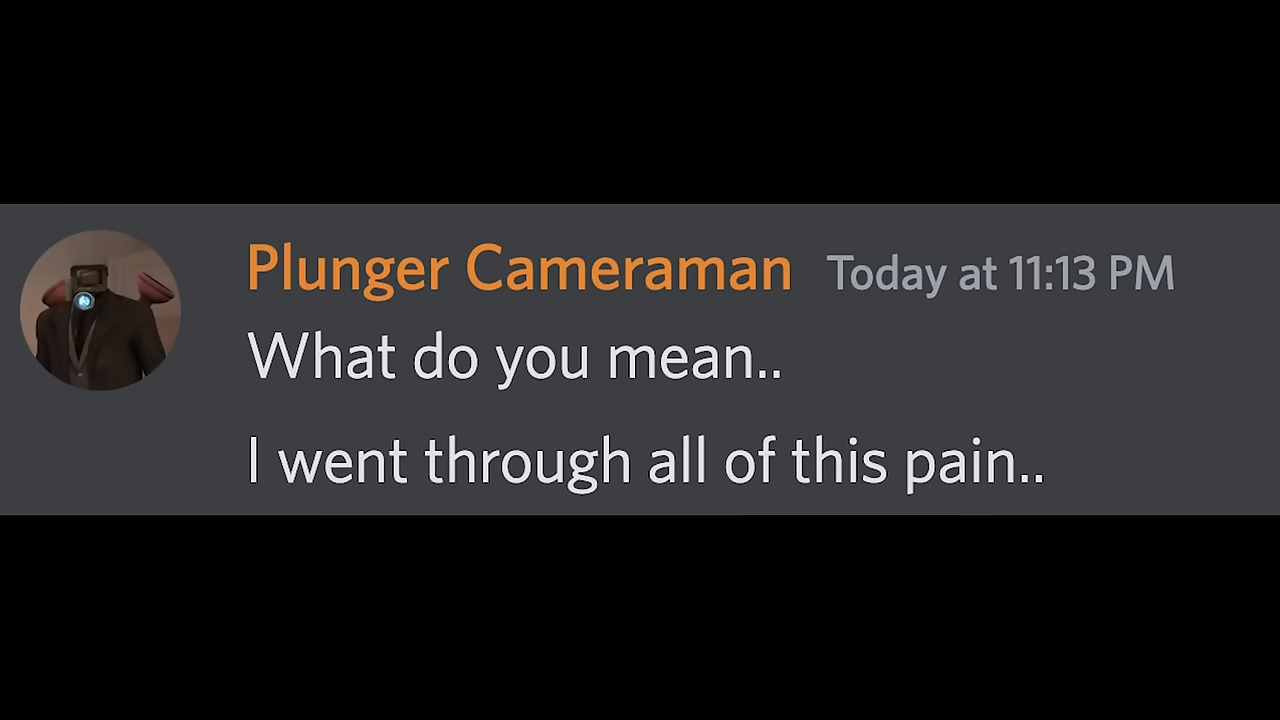 Plunger Cameraman Today at 11:13 PM
What do you mean..
I went through all of this pain..